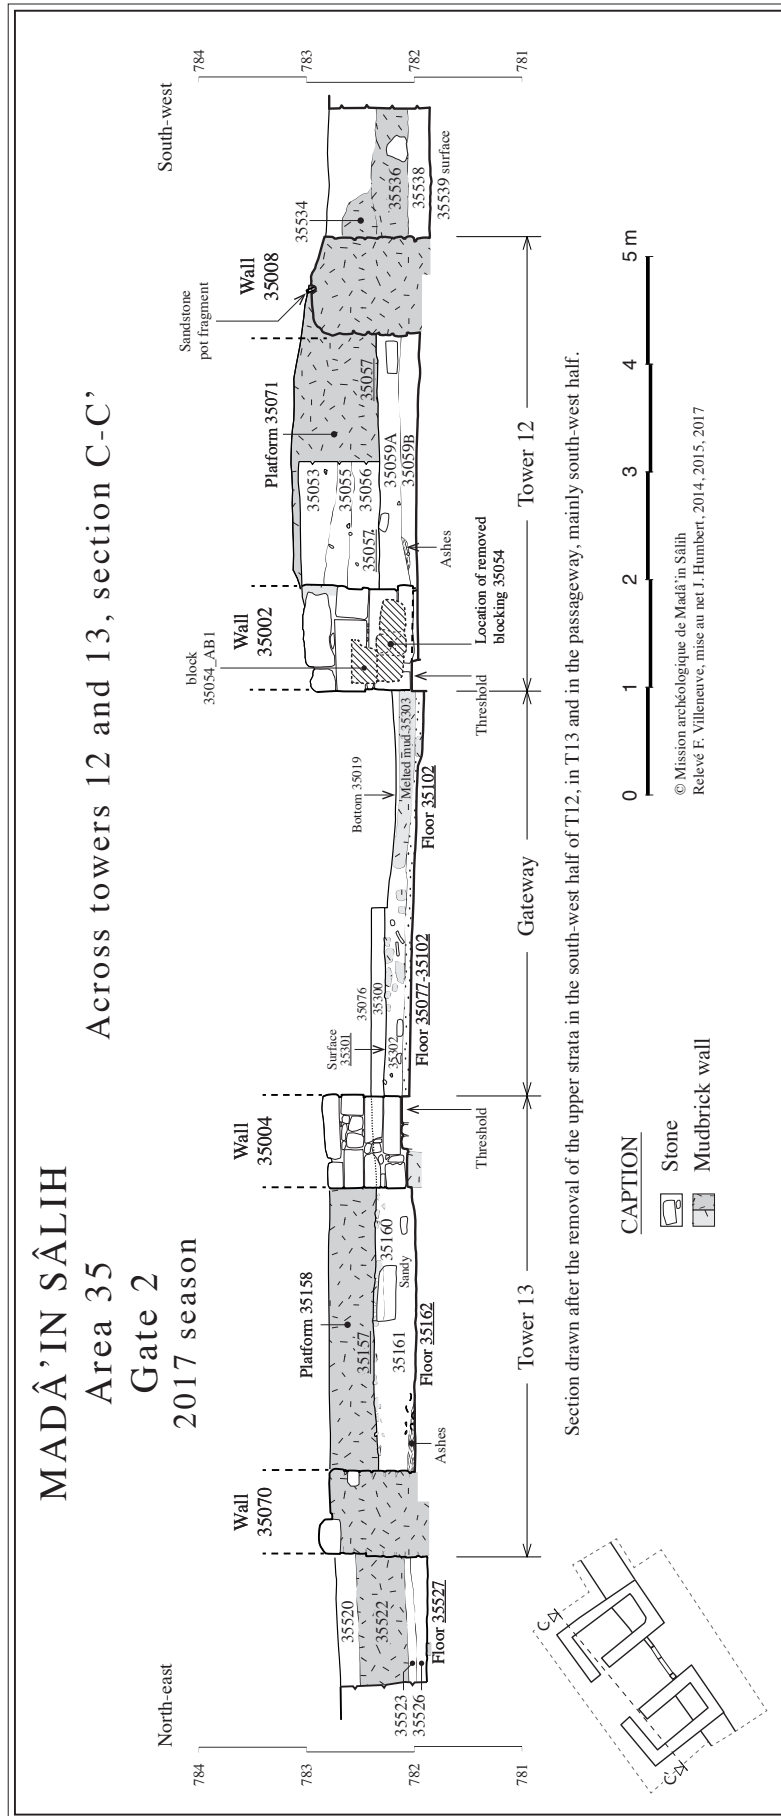 MADÂ’IN SÂLIH
Area 35
Gate 2
2017 season
Across towers 12 and 13, section C-C’
North-east
South-west
784
783
782
781
784
783
782
781
Wall
35070
Wall
35004
Wall
35002
Wall
35008
35520
35522
35523
35526
Floor 35527
Platform 35158
35157
35161
35160
Sandy
Floor 35162
Ashes
Threshold
Surface
35301
35076
35300
35302
Floor 35077-35102
Bottom 35019
Melted mud 35303
Floor 35102
Threshold
block
35054_AB1
Location of removed
blocking 35054
Ashes
Platform 35071
35053
35055
35056
35057
35057
35059A
35059B
Sandstone
pot fragment
35534
35536
35538
35539 surface
Tower 13
Gateway
Tower 12
Section drawn after the removal of the upper strata in the south-west half of T12, in T13 and in the passageway, mainly south-west half.
C
C'
CAPTION
Stone
Mudbrick wall
0
1
2
3
4
5 m
© Mission archéologique de Madâ’in Sâlih
Relevé F. Villeneuve, mise au net J. Humbert, 2014, 2015, 2017